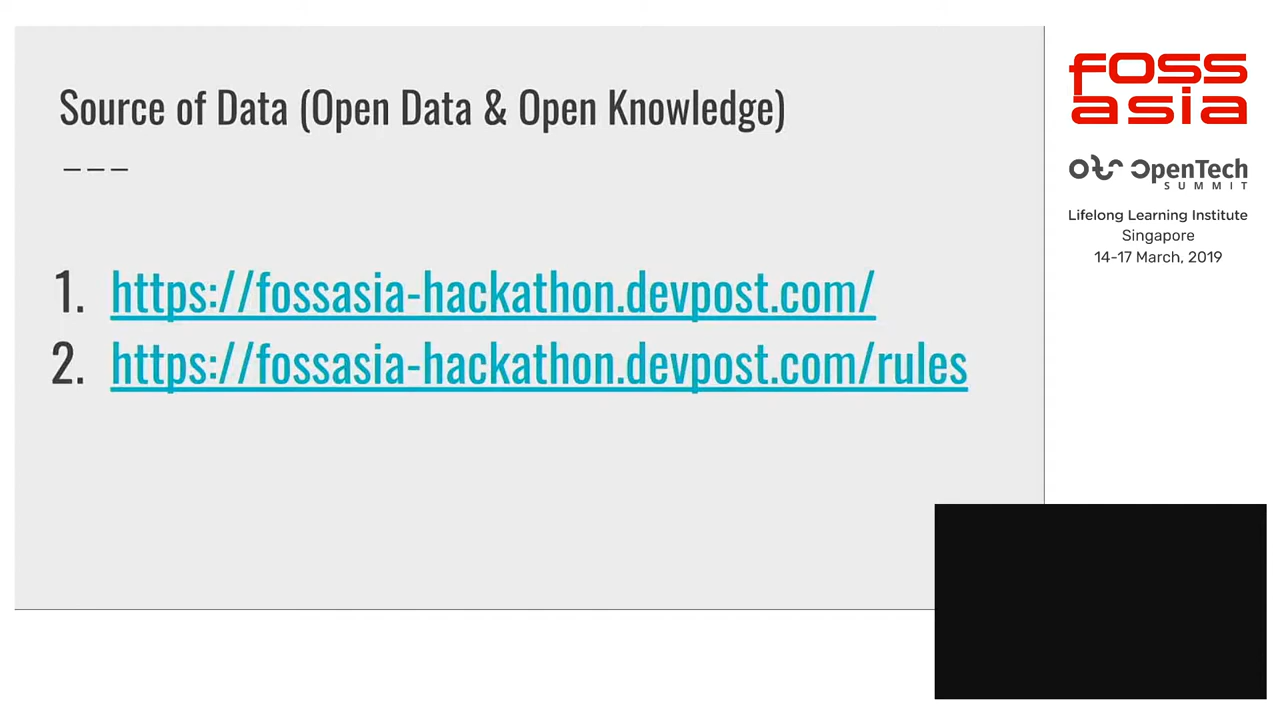 Source of Data (Open Data & Open Knowledge)
---
1. https://fossasia-hackathon.devpost.com/
2. https://fossasia-hackathon.devpost.com/rules
fOSS
asia
OpenTech
SUMMIT
Lifelong Learning Institute
Singapore
14-17 March, 2019